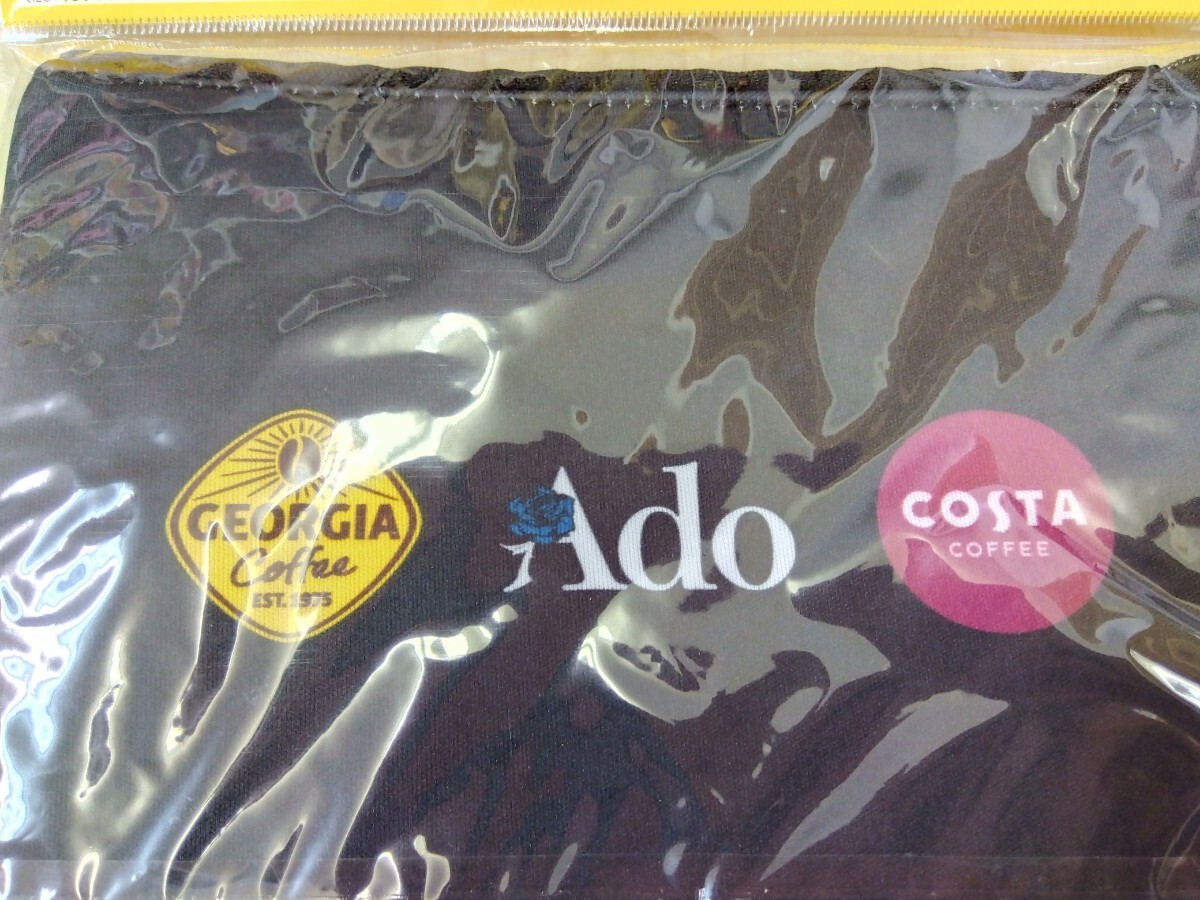 GEORGIA
Coffee
EST. 1975
Ado
COSTA
COFFEE